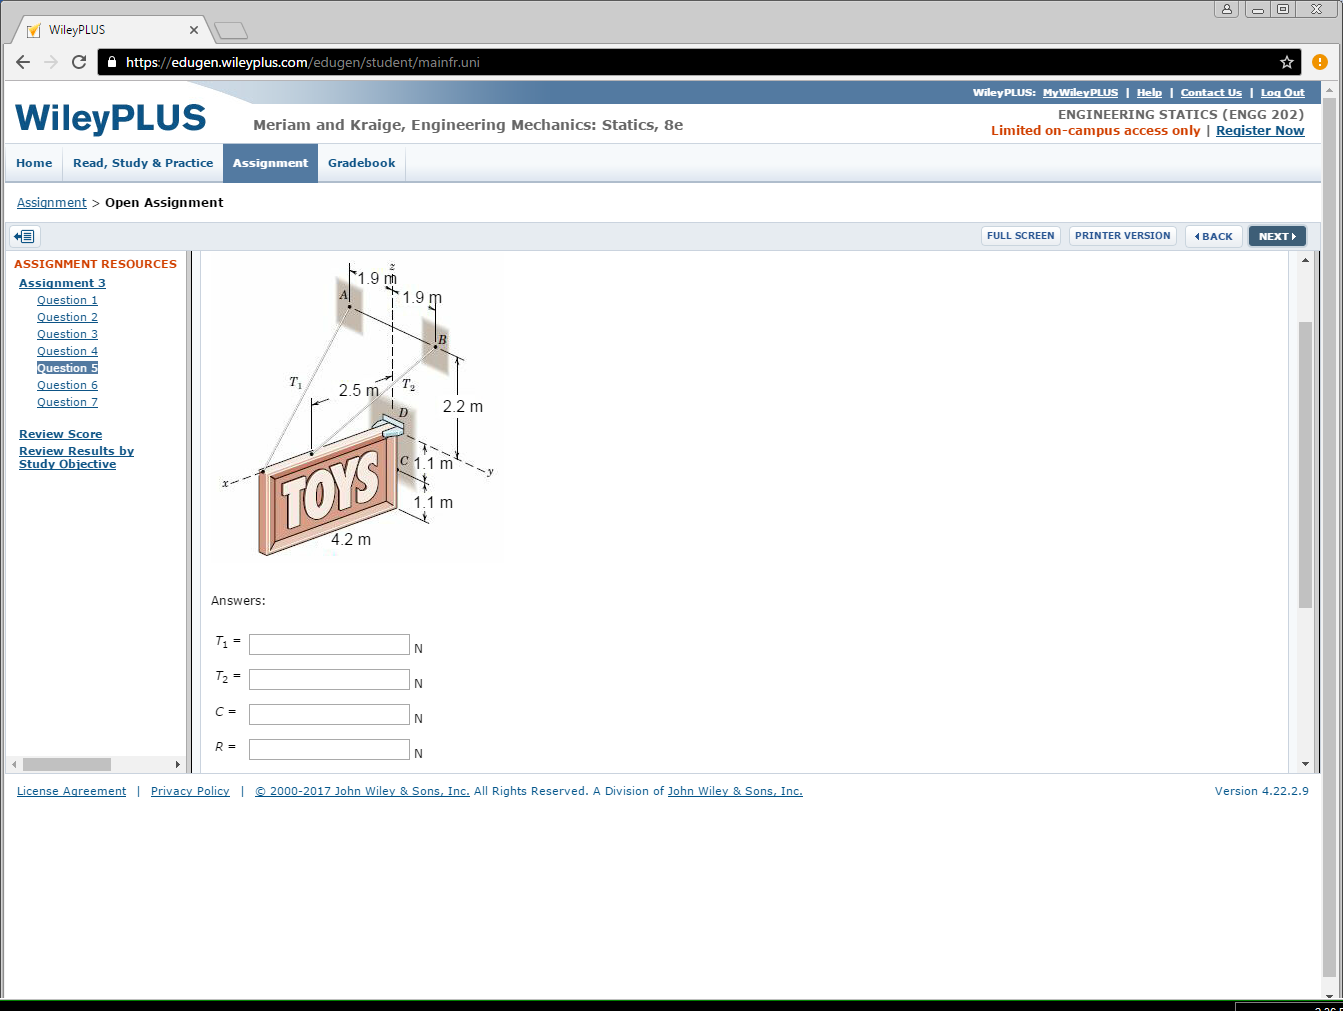 WileyPLUS
https://edugen.wileyplus.com/edugen/student/mainfr.uni
WileyPLUS: MyWileyPLUS | Help | Contact Us | Log Out
WileyPLUS
Meriam and Kraige, Engineering Mechanics: Statics, 8e
ENGINEERING STATICS (ENGG 202)
Limited on-campus access only | Register Now
Home
Read, Study & Practice
Assignment
Gradebook
Assignment > Open Assignment
FULL SCREEN
PRINTER VERSION
BACK
NEXT
ASSIGNMENT RESOURCES
Assignment 3
Question 1
Question 2
Question 3
Question 4
Question 5
Question 6
Question 7
Review Score
Review Results by
Study Objective
z
1.9 m
A
1.9 m
B
T1
2.5 m
T2
2.2 m
D
C
1.1 m
y
x
TOYS
1.1 m
4.2 m
Answers:
T1 =
N
T2 =
N
C =
N
R =
N
License Agreement | Privacy Policy | © 2000-2017 John Wiley & Sons, Inc. All Rights Reserved. A Division of John Wiley & Sons, Inc.
Version 4.22.2.9